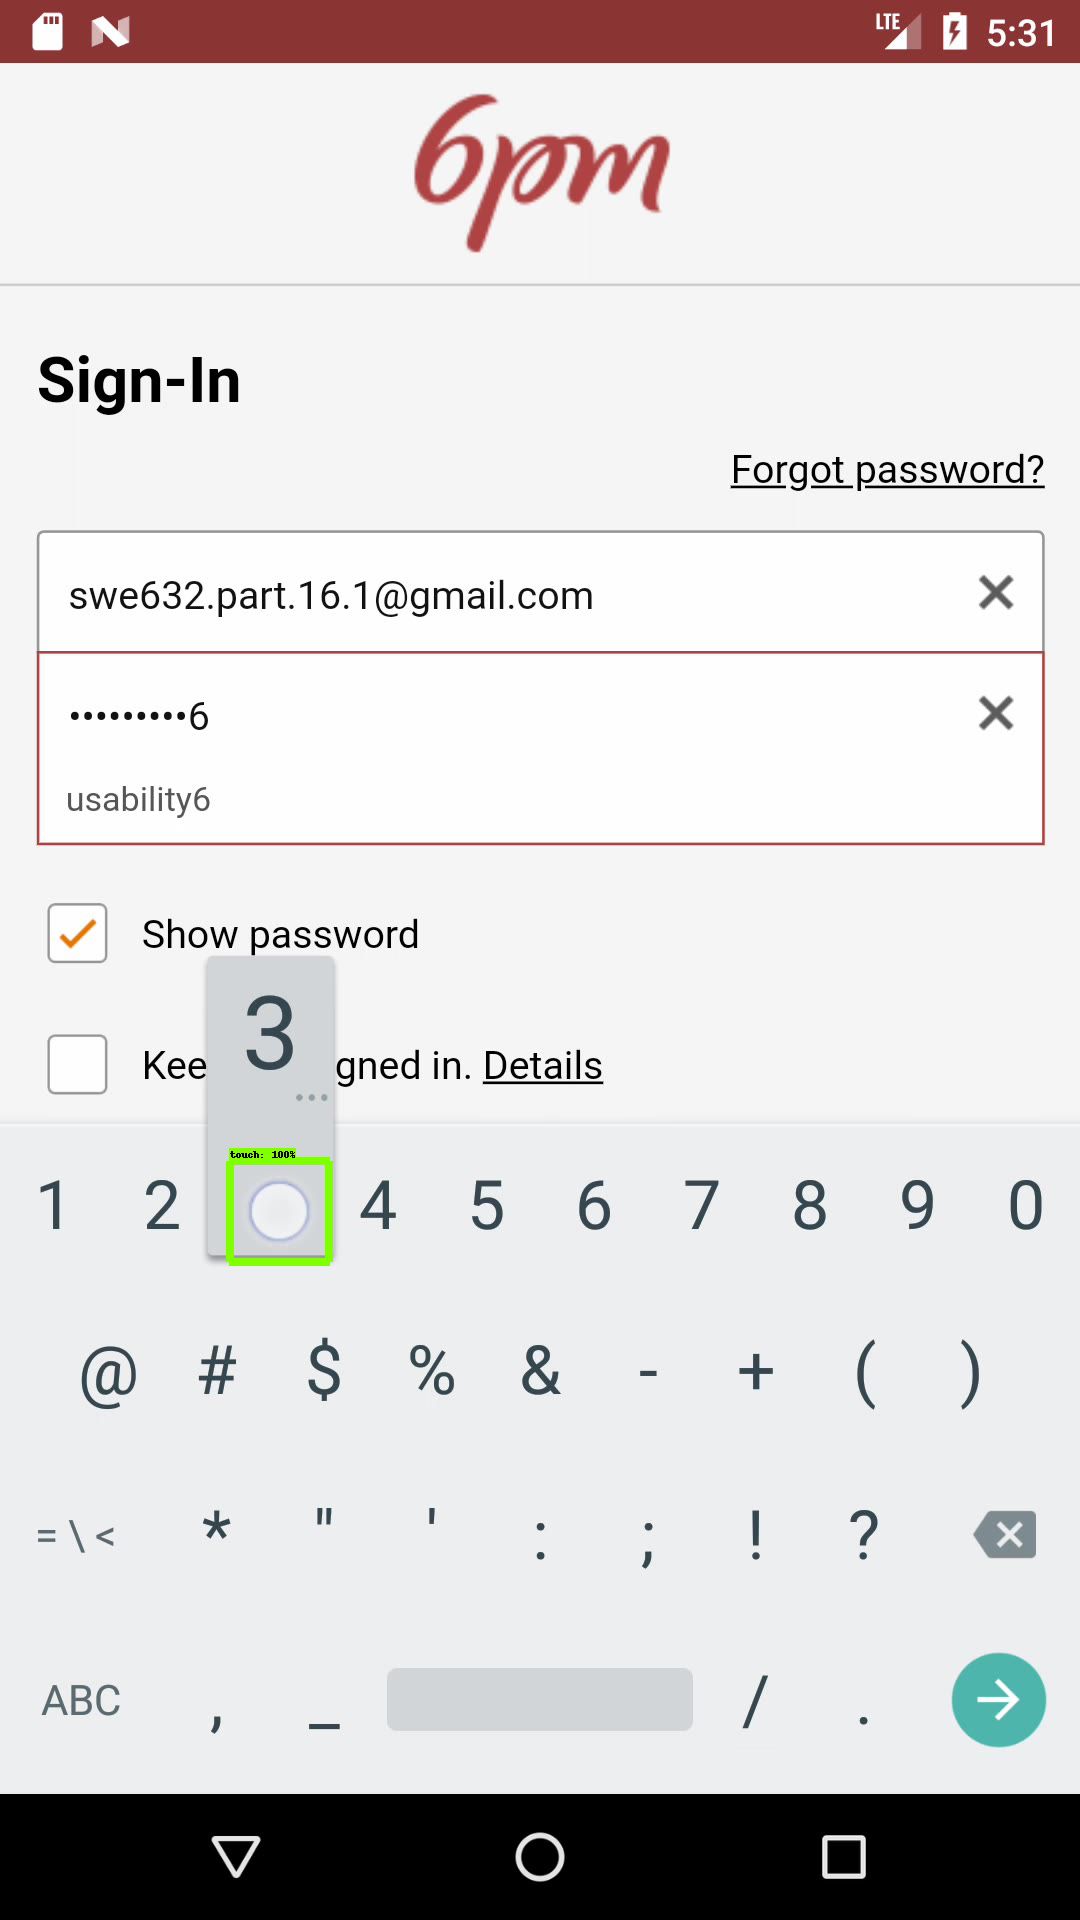 LTE 5:31
6pm
Sign-In
Forgot password?
swe632.part.16.1@gmail.com
•••••••••6
usability6
Show password
3
Kee gned in. Details
touch: 100%
1 2 4 5 6 7 8 9 0
@ # $ % & - + ( )
= \ < * " ' : ; ! ?
ABC , _ / .